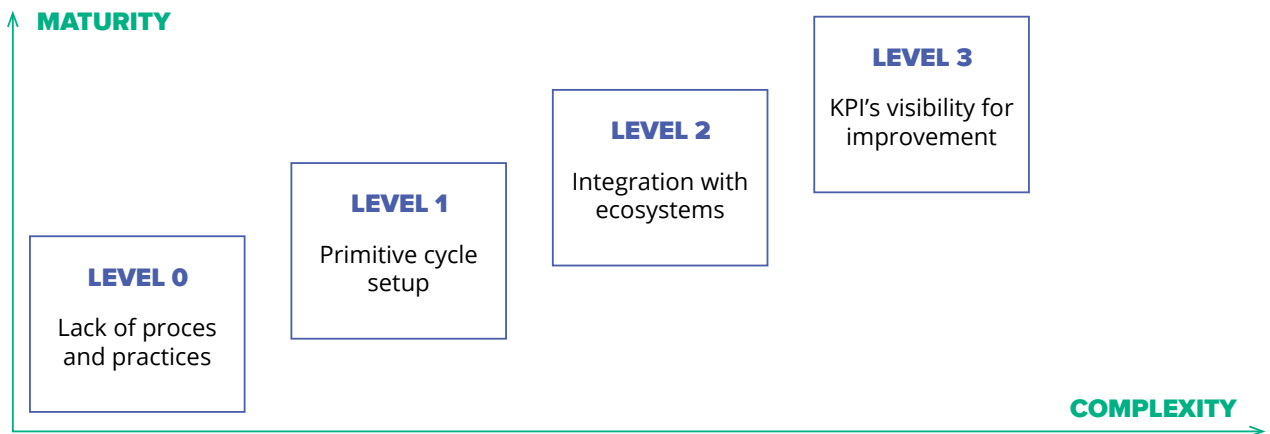 MATURITY
LEVEL 3
KPI’s visibility for
improvement
LEVEL 2
Integration with
ecosystems
LEVEL 1
Primitive cycle
setup
LEVEL 0
Lack of proces
and practices
COMPLEXITY